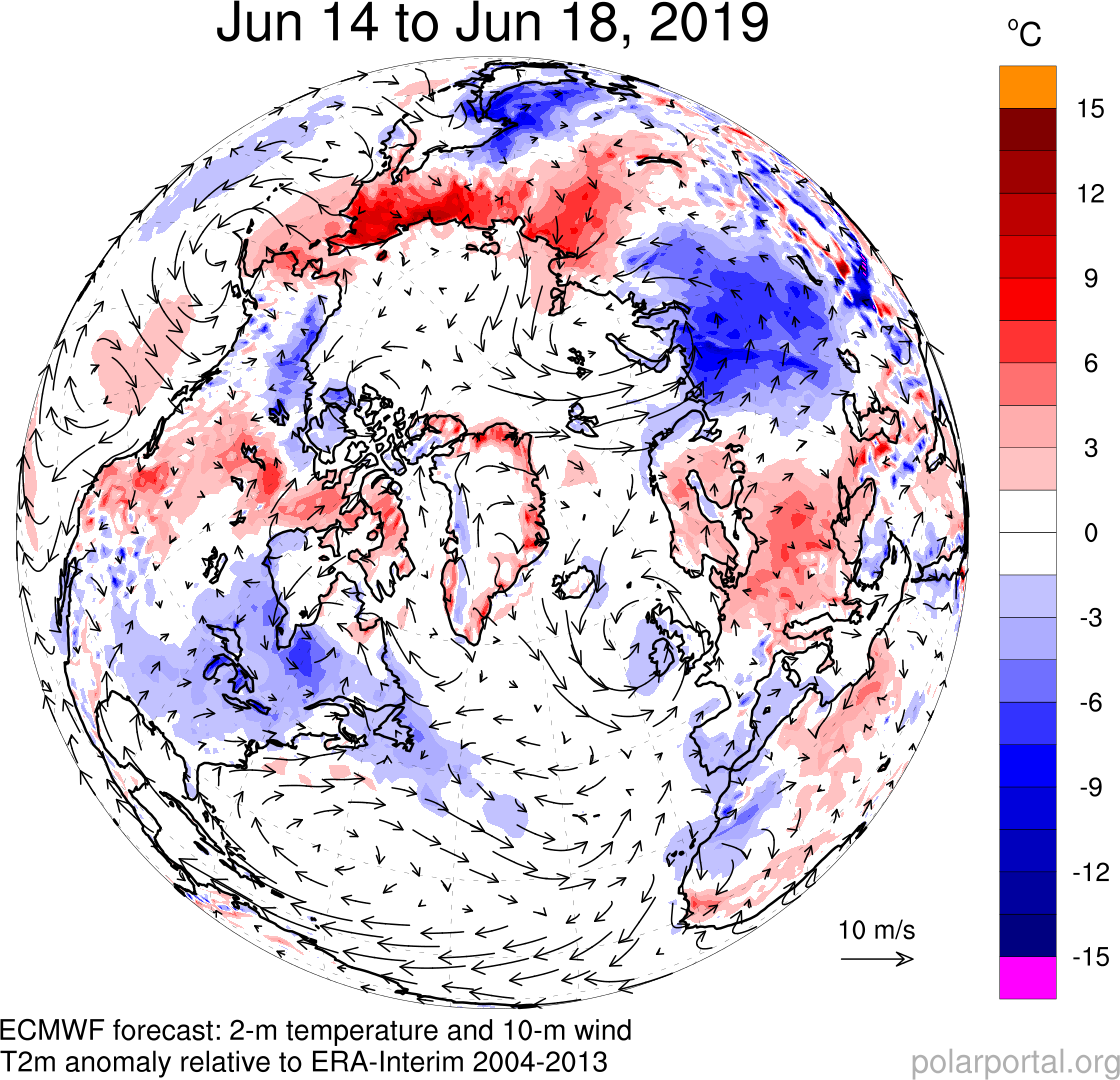 Jun 14 to Jun 18, 2019
°C
15
12
9
6
3
0
-3
-6
-9
-12
-15
10 m/s
ECMWF forecast: 2-m temperature and 10-m wind
T2m anomaly relative to ERA-Interim 2004-2013
polarportal.org